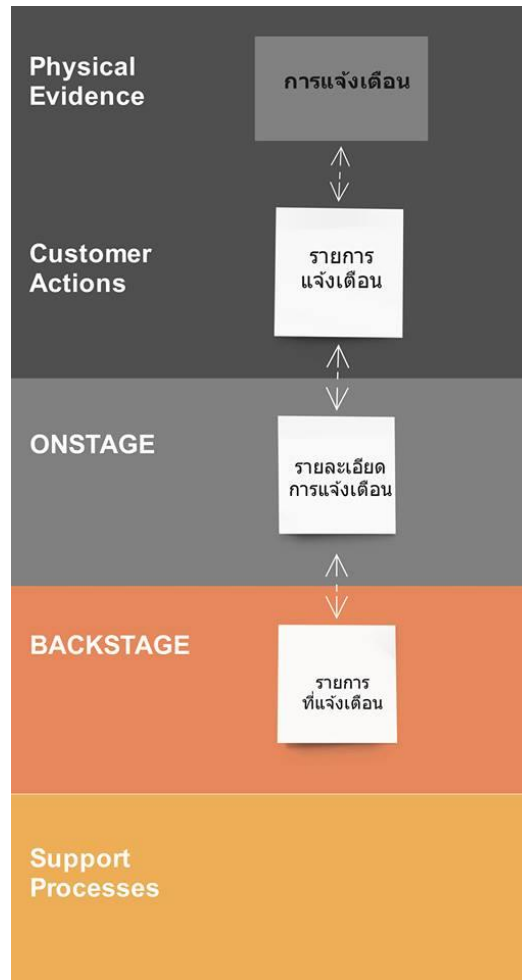 Physical
Evidence
การแจ้งเตือน
Customer
Actions
รายการ
แจ้งเตือน
ONSTAGE
รายละเอียด
การแจ้งเตือน
BACKSTAGE
รายการ
ที่แจ้งเตือน
Support
Processes